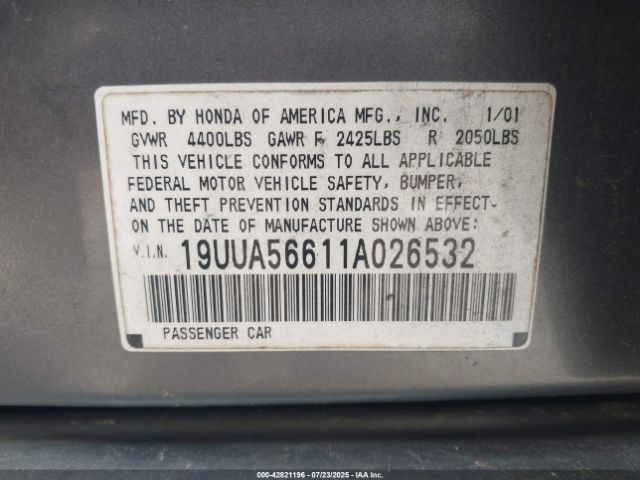 MFD. BY HONDA OF AMERICA MFG., INC. 1/01
GVWR 4400LBS GAWR F 2425LBS R 2050LBS
THIS VEHICLE CONFORMS TO ALL APPLICABLE
FEDERAL MOTOR VEHICLE SAFETY, BUMPER,
AND THEFT PREVENTION STANDARDS IN EFFECT
ON THE DATE OF MANUFACTURE SHOWN ABOVE:
V.I.N. 19UUA56611A026532
PASSENGER CAR
000-42821196 - 07/23/2025 - IAA Inc.